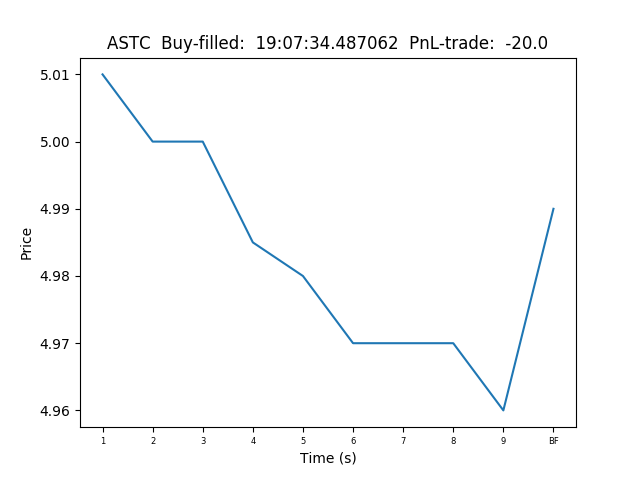 ASTC  Buy-filled:  19:07:34.487062  PnL-trade:  -20.0
Price
5.01
5.00
4.99
4.98
4.97
4.96
1 2 3 4 5 6 7 8 9 BF
Time (s)